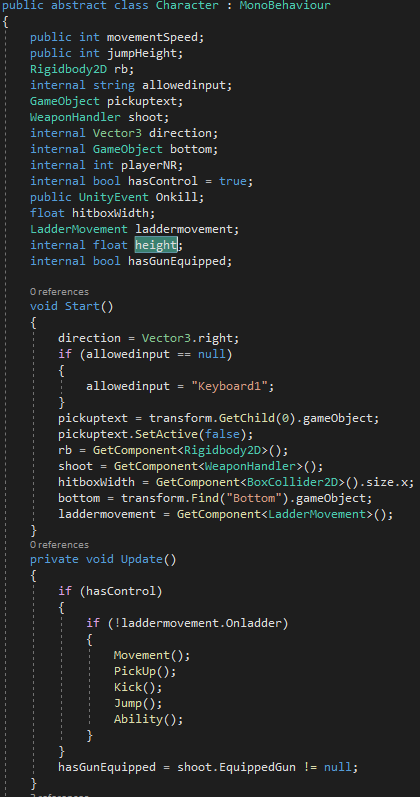 public abstract class Character : MonoBehaviour
{
    public int movementSpeed;
    public int jumpHeight;
    Rigidbody2D rb;
    internal string allowedinput;
    GameObject pickuptext;
    WeaponHandler shoot;
    internal Vector3 direction;
    internal GameObject bottom;
    internal int playerNR;
    internal bool hasControl = true;
    public UnityEvent Onkill;
    float hitboxWidth;
    LadderMovement laddermovement;
    internal float height;
    internal bool hasGunEquipped;
    0 references
    void Start()
    {
        direction = Vector3.right;
        if (allowedinput == null)
        {
            allowedinput = "Keyboard1";
        }
        pickuptext = transform.GetChild(0).gameObject;
        pickuptext.SetActive(false);
        rb = GetComponent<Rigidbody2D>();
        shoot = GetComponent<WeaponHandler>();
        hitboxWidth = GetComponent<BoxCollider2D>().size.x;
        bottom = transform.Find("Bottom").gameObject;
        laddermovement = GetComponent<LadderMovement>();
    }
    0 references
    private void Update()
    {
        if (hasControl)
        {
            if (!laddermovement.Onladder)
            {
                Movement();
                PickUp();
                Kick();
                Jump();
                Ability();
            }
        }
        hasGunEquipped = shoot.EquippedGun != null;
    }